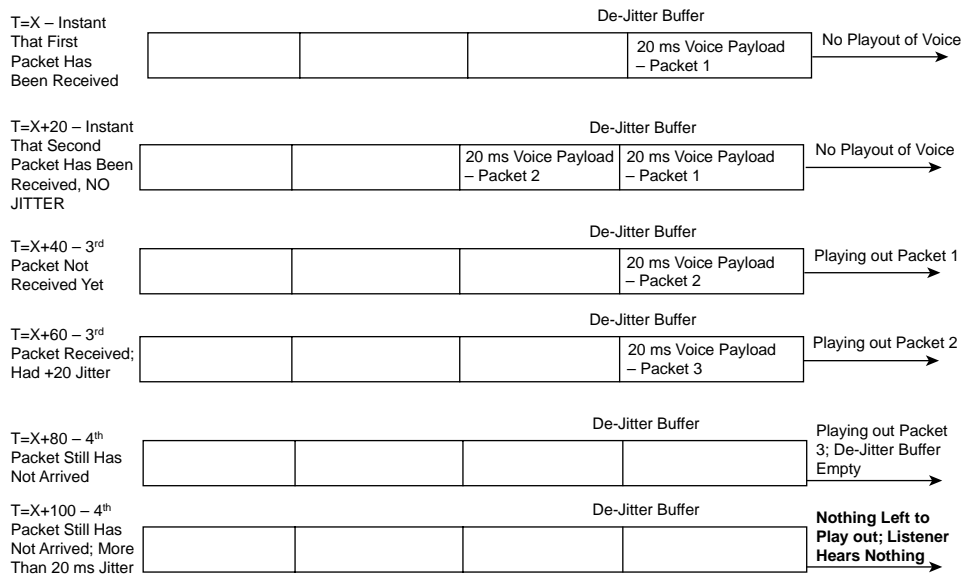 T=X – Instant
That First
Packet Has
Been Received
De-Jitter Buffer
20 ms Voice Payload
– Packet 1
No Playout of Voice
T=X+20 – Instant
That Second
Packet Has Been
Received, NO
JITTER
De-Jitter Buffer
20 ms Voice Payload
– Packet 2
20 ms Voice Payload
– Packet 1
No Playout of Voice
T=X+40 – 3rd
Packet Not
Received Yet
De-Jitter Buffer
20 ms Voice Payload
– Packet 2
Playing out Packet 1
T=X+60 – 3rd
Packet Received;
Had +20 Jitter
De-Jitter Buffer
20 ms Voice Payload
– Packet 3
Playing out Packet 2
T=X+80 – 4th
Packet Still Has
Not Arrived
De-Jitter Buffer
Playing out Packet
3; De-Jitter Buffer
Empty
T=X+100 – 4th
Packet Still Has
Not Arrived; More
Than 20 ms Jitter
De-Jitter Buffer
Nothing Left to
Play out; Listener
Hears Nothing